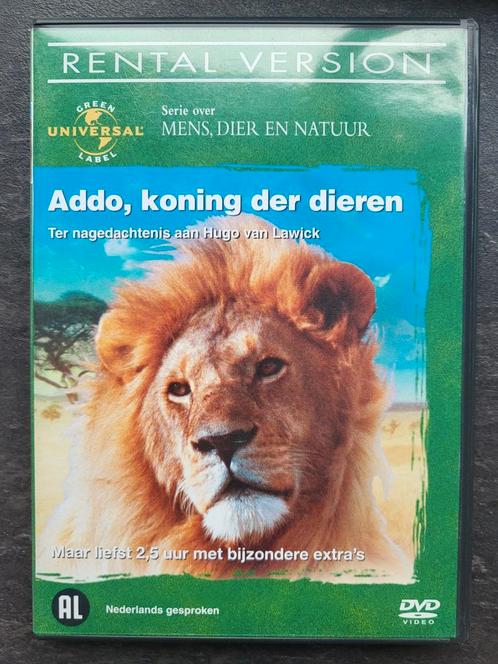 RENTAL VERSION
GREEN
UNIVERSAL
LABEL
Serie over
MENS, DIER EN NATUUR
Addo, koning der dieren
Ter nagedachtenis aan Hugo van Lawick
Maar liefst 2,5 uur met bijzondere extra's
AL
Nederlands gesproken
DVD
VIDEO